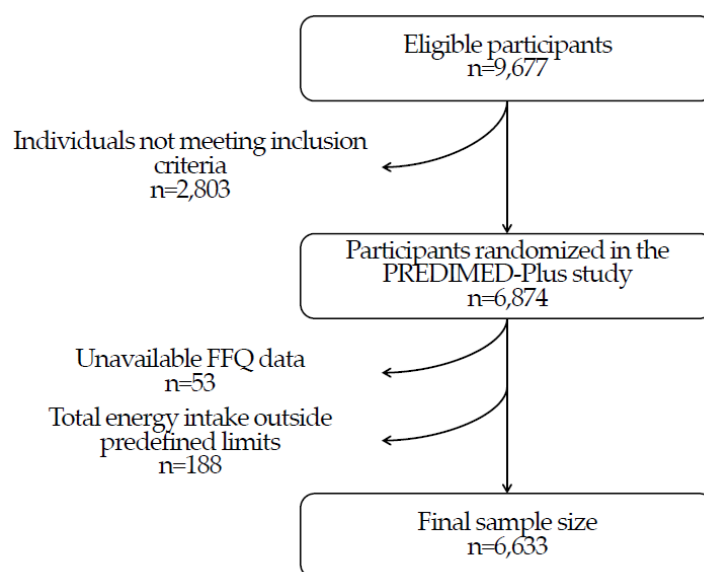 Eligible participants
n=9,677
Individuals not meeting inclusion
criteria
n=2,803
Participants randomized in the
PREDIMED-Plus study
n=6,874
Unavailable FFQ data
n=53
Total energy intake outside
predefined limits
n=188
Final sample size
n=6,633